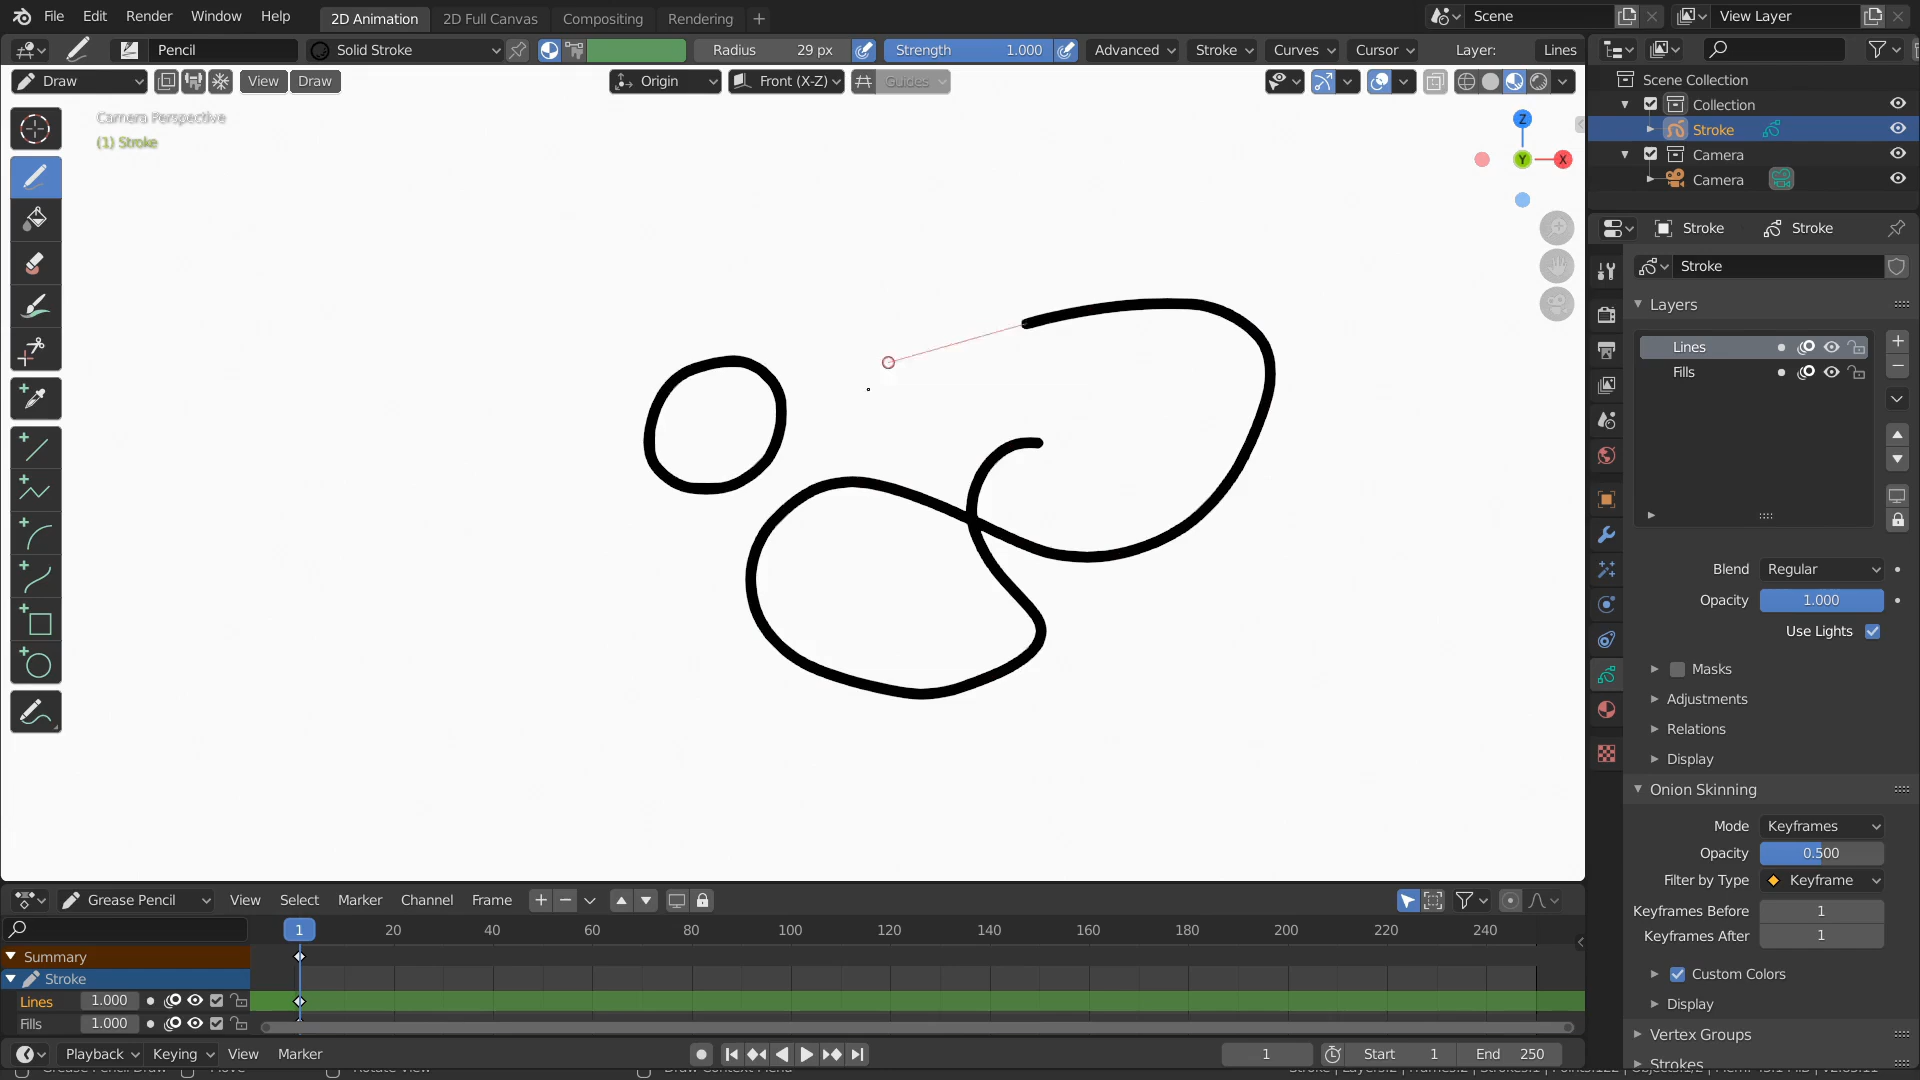 File Edit Render Window Help 2D Animation 2D Full Canvas Compositing Rendering + Scene View Layer
Pencil Solid Stroke Radius 29 px Strength 1.000 Advanced Stroke Curves Cursor Layer: Lines
Draw View Draw Origin Front (X-Z) Guides
Camera Perspective
(1) Stroke
Z
Y
X
Scene Collection
Collection
Stroke
Camera
Camera
Stroke Stroke
Stroke
Layers
Lines
Fills
Blend Regular
Opacity 1.000
Use Lights
Masks
Adjustments
Relations
Display
Onion Skinning
Mode Keyframes
Opacity 0.500
Filter by Type Keyframe
Keyframes Before 1
Keyframes After 1
Custom Colors
Display
Vertex Groups
Strokes
Grease Pencil View Select Marker Channel Frame
1 20 40 60 80 100 120 140 160 180 200 220 240
Summary
Stroke
Lines 1.000
Fills 1.000
Playback Keying View Marker 1 Start 1 End 250